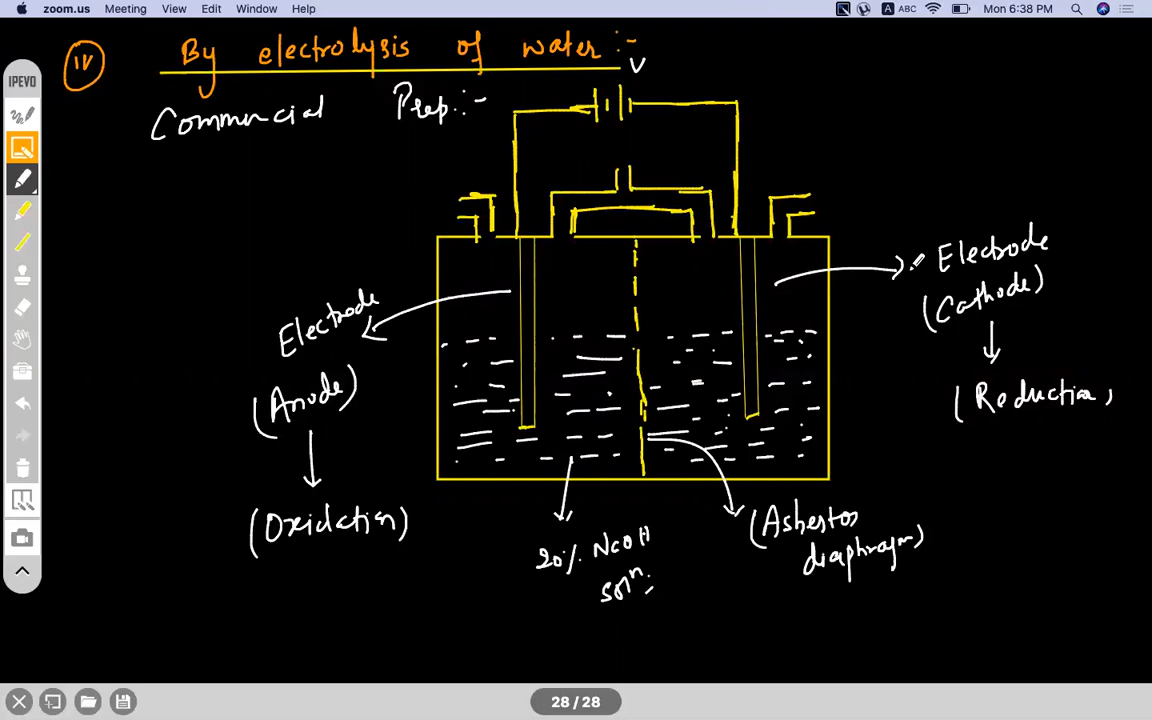 zoom.us Meeting View Edit Window Help A ABC Mon 6:38 PM
IV By electrolysis of water :-
V
Commercial Prep :-
IPEVO
Electrode
(Cathode)
(Reduction,
Electrode
(Anode)
(Oxidation)
20% NaOH
soln.
(Asbestos
diaphragm)
28 / 28